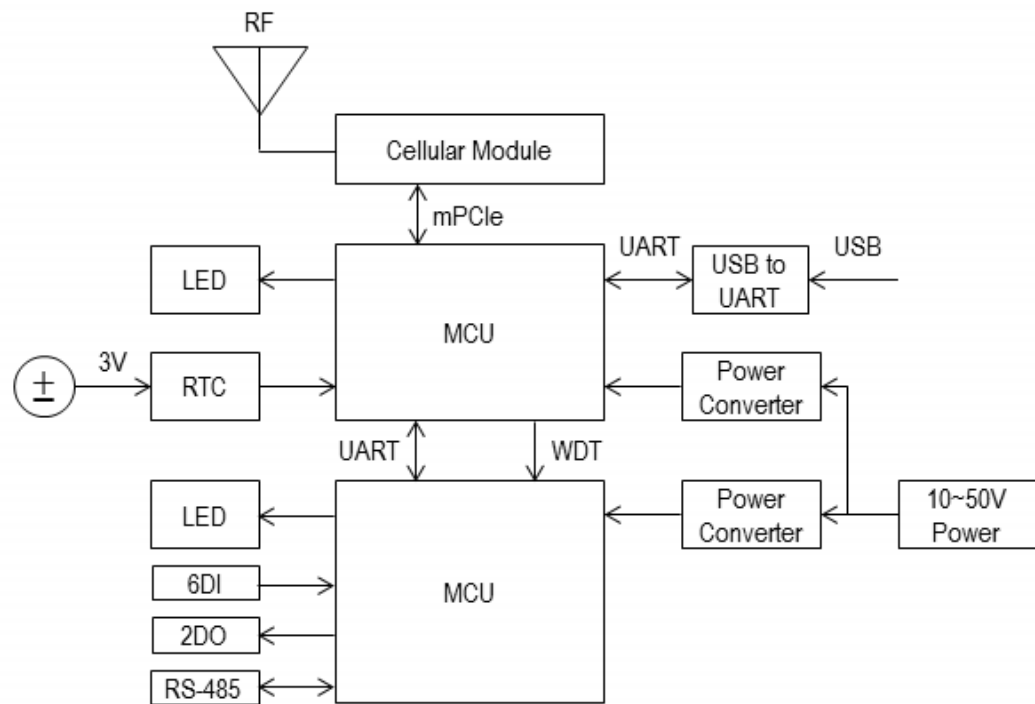 RF
Cellular Module
mPCIe
LED
MCU
UART
USB to
UART
USB
±
3V
RTC
Power
Converter
UART
WDT
LED
MCU
Power
Converter
10~50V
Power
6DI
2DO
RS-485